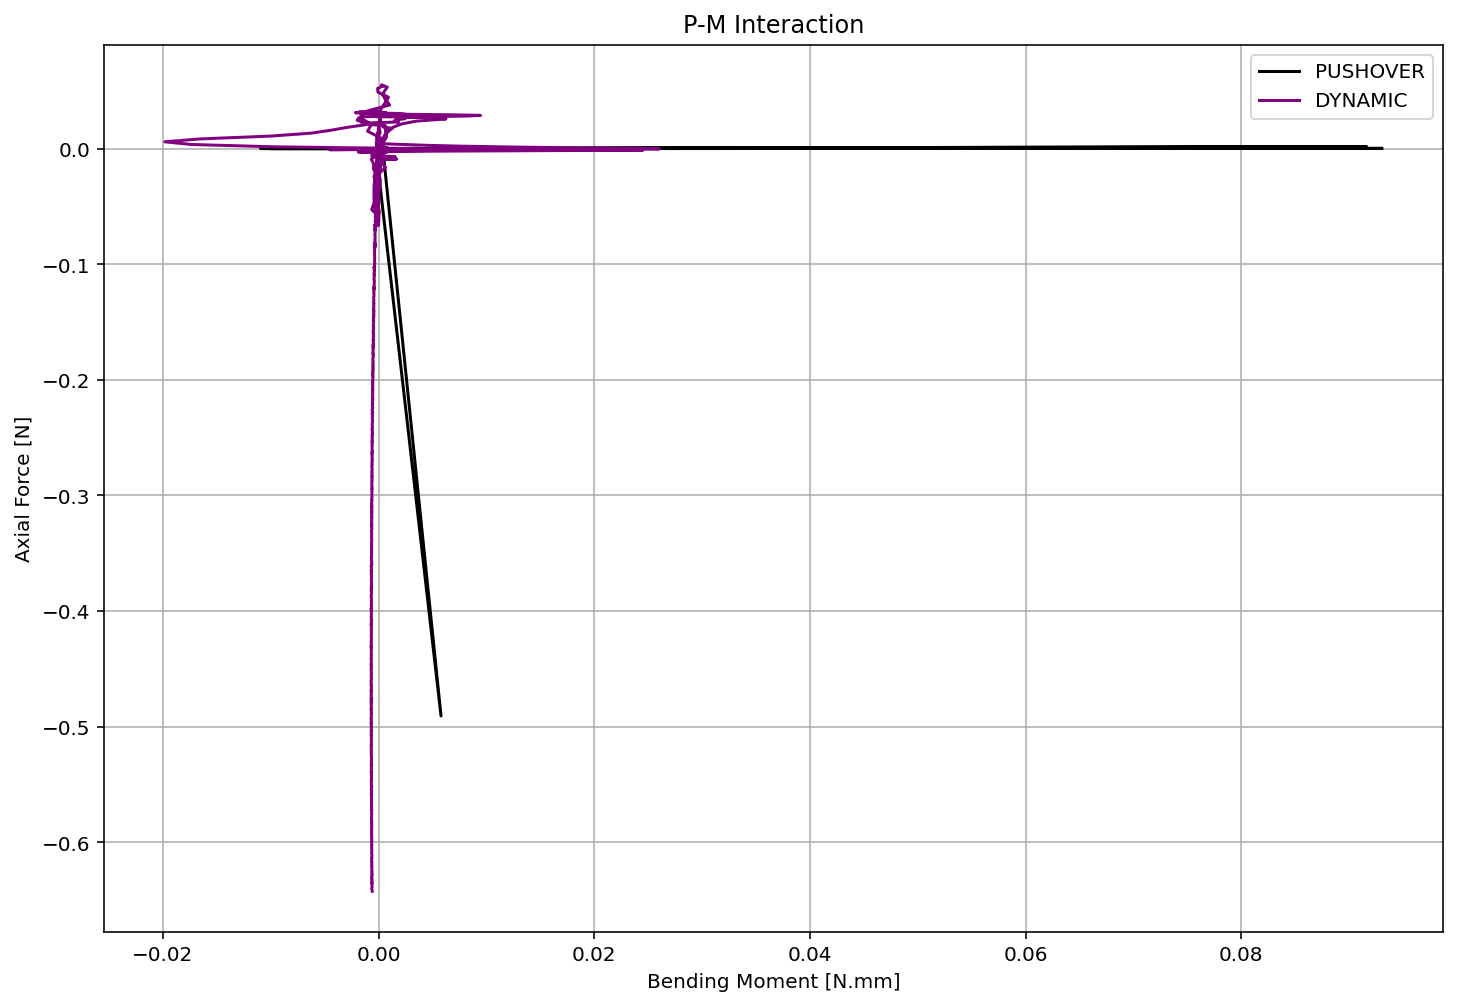 P-M Interaction
PUSHOVER
DYNAMIC
0.0
−0.1
−0.2
−0.3
−0.4
−0.5
−0.6
Axial Force [N]
−0.02
0.00
0.02
0.04
0.06
0.08
Bending Moment [N.mm]